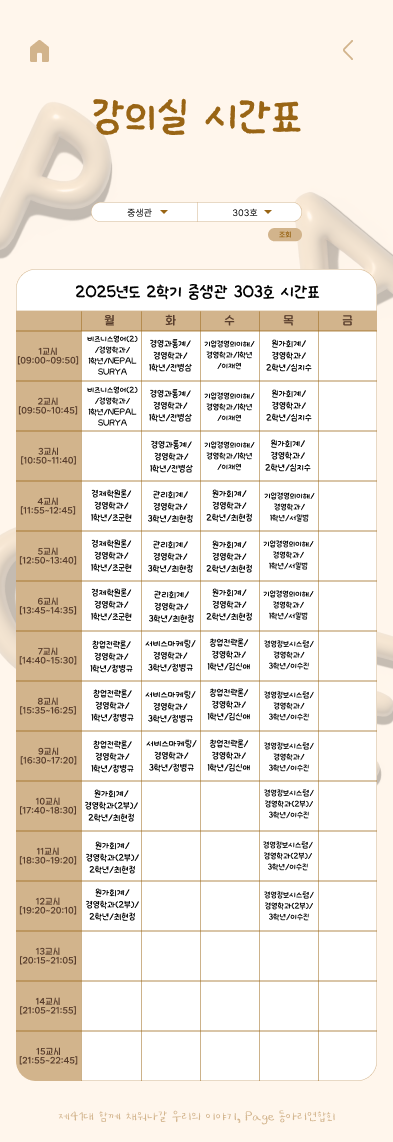 강의실 시간표
중생관 303호
조회
2025년도 2학기 중생관 303호 시간표
월 화 수 목 금
1교시
[09:00~09:50]
비즈니스영어(2)
/경영학과/
1학년/NEPAL
SURYA
경영과통계/
경영학과/
1학년/전병삼
기업경영의이해/
경영학과/1학년
/이재연
원가회계/
경영학과/
2학년/심지수
2교시
[09:50~10:45]
비즈니스영어(2)
/경영학과/
1학년/NEPAL
SURYA
경영과통계/
경영학과/
1학년/전병삼
기업경영의이해/
경영학과/1학년
/이재연
원가회계/
경영학과/
2학년/심지수
3교시
[10:50~11:40]
경영과통계/
경영학과/
1학년/전병삼
기업경영의이해/
경영학과/1학년
/이재연
원가회계/
경영학과/
2학년/심지수
4교시
[11:55~12:45]
경제학원론/
경영학과/
1학년/조군현
관리회계/
경영학과/
3학년/최현정
원가회계/
경영학과/
2학년/최현정
기업경영의이해/
경영학과/
1학년/서일범
5교시
[12:50~13:40]
경제학원론/
경영학과/
1학년/조군현
관리회계/
경영학과/
3학년/최현정
원가회계/
경영학과/
2학년/최현정
기업경영의이해/
경영학과/
1학년/서일범
6교시
[13:45~14:35]
경제학원론/
경영학과/
1학년/조군현
관리회계/
경영학과/
3학년/최현정
원가회계/
경영학과/
2학년/최현정
기업경영의이해/
경영학과/
1학년/서일범
7교시
[14:40~15:30]
창업전략론/
경영학과/
1학년/정병규
서비스마케팅/
경영학과/
3학년/정병규
창업전략론/
경영학과/
1학년/김신애
경영정보시스템/
경영학과/
3학년/이수진
8교시
[15:35~16:25]
창업전략론/
경영학과/
1학년/정병규
서비스마케팅/
경영학과/
3학년/정병규
창업전략론/
경영학과/
1학년/김신애
경영정보시스템/
경영학과/
3학년/이수진
9교시
[16:30~17:20]
창업전략론/
경영학과/
1학년/정병규
서비스마케팅/
경영학과/
3학년/정병규
창업전략론/
경영학과/
1학년/김신애
경영정보시스템/
경영학과/
3학년/이수진
10교시
[17:40~18:30]
원가회계/
경영학과(2부)/
2학년/최현정
경영정보시스템/
경영학과(2부)/
3학년/이수진
11교시
[18:30~19:20]
원가회계/
경영학과(2부)/
2학년/최현정
경영정보시스템/
경영학과(2부)/
3학년/이수진
12교시
[19:20~20:10]
원가회계/
경영학과(2부)/
2학년/최현정
경영정보시스템/
경영학과(2부)/
3학년/이수진
13교시
[20:15~21:05]
14교시
[21:05~21:55]
15교시
[21:55~22:45]
제41대 함께 채워나갈 우리의 이야기, Page 동아리연합회